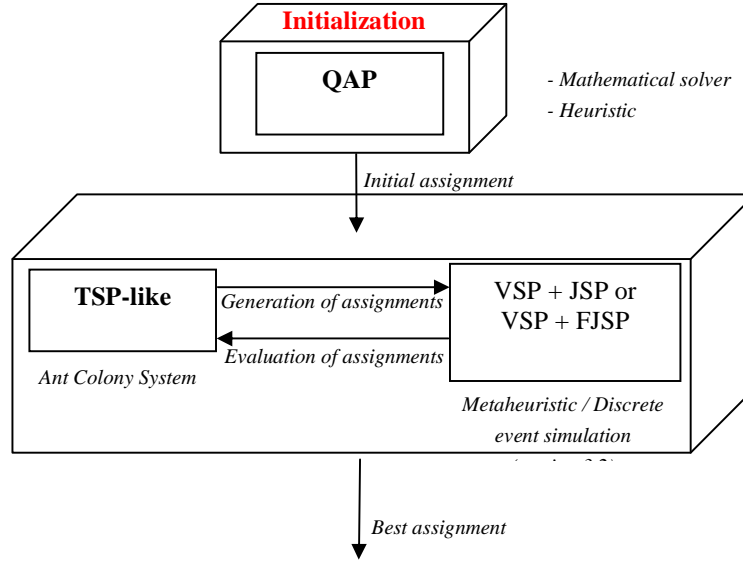 Initialization
QAP
- Mathematical solver
- Heuristic
Initial assignment
TSP-like
Generation of assignments
VSP + JSP or
VSP + FJSP
Evaluation of assignments
Ant Colony System
Metaheuristic / Discrete
event simulation
Best assignment